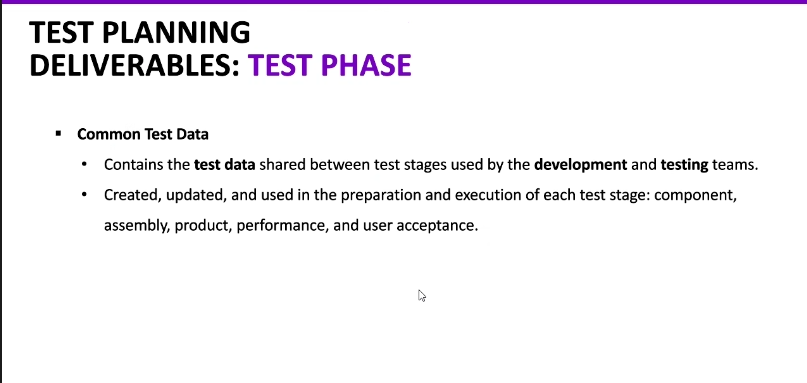 TEST PLANNING
DELIVERABLES: TEST PHASE
▪ Common Test Data
• Contains the test data shared between test stages used by the development and testing teams.
• Created, updated, and used in the preparation and execution of each test stage: component,
assembly, product, performance, and user acceptance.